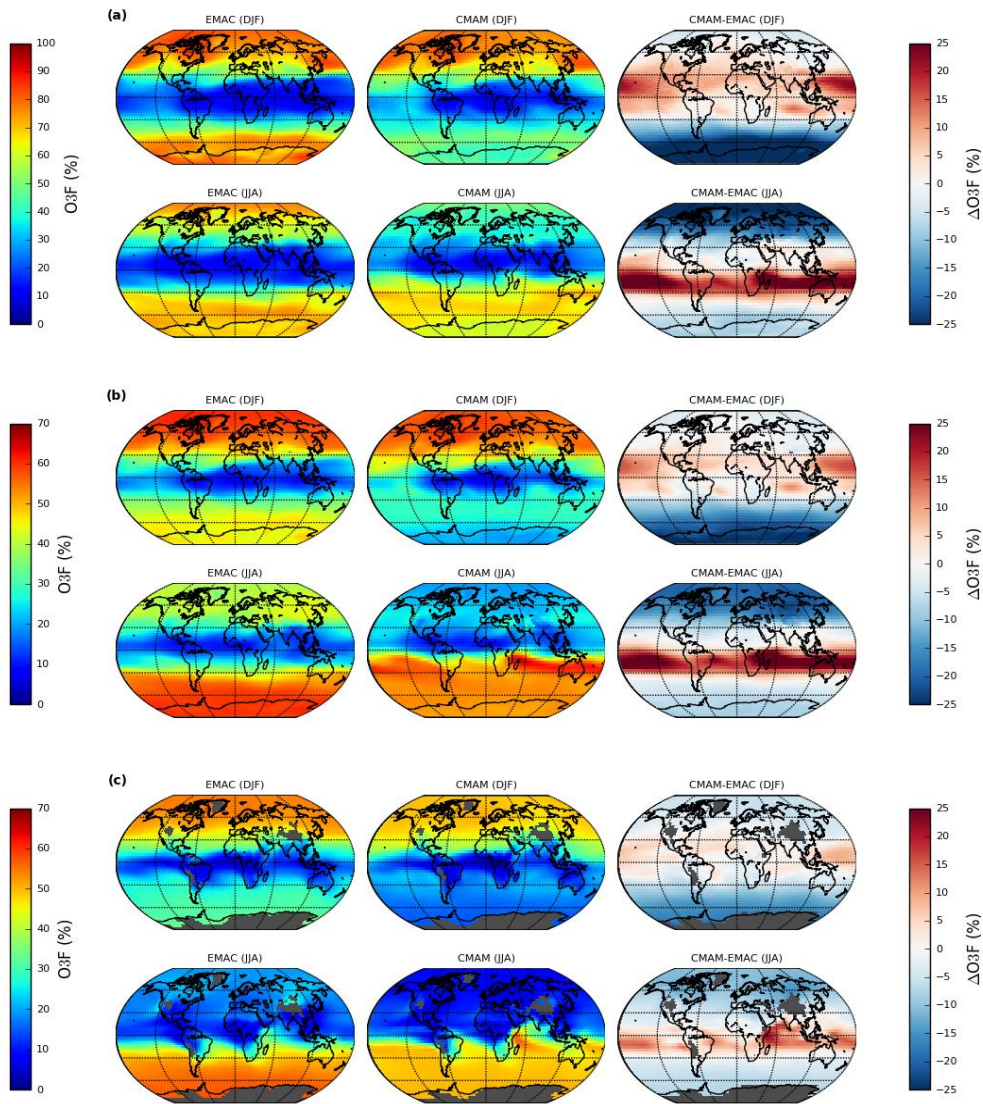 (a)
EMAC (DJF)
CMAM (DJF)
CMAM-EMAC (DJF)
100
90
80
70
60
50
40
30
20
10
0
O3F (%)
25
20
15
10
5
0
−5
−10
−15
−20
−25
ΔO3F (%)
EMAC (JJA)
CMAM (JJA)
CMAM-EMAC (JJA)
(b)
EMAC (DJF)
CMAM (DJF)
CMAM-EMAC (DJF)
70
60
50
40
30
20
10
0
O3F (%)
25
20
15
10
5
0
−5
−10
−15
−20
−25
ΔO3F (%)
EMAC (JJA)
CMAM (JJA)
CMAM-EMAC (JJA)
(c)
EMAC (DJF)
CMAM (DJF)
CMAM-EMAC (DJF)
70
60
50
40
30
20
10
0
O3F (%)
25
20
15
10
5
0
−5
−10
−15
−20
−25
ΔO3F (%)
EMAC (JJA)
CMAM (JJA)
CMAM-EMAC (JJA)